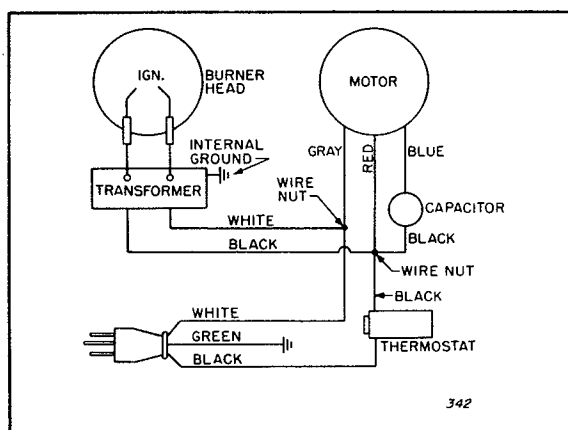 IGN.
BURNER
HEAD
MOTOR
INTERNAL
GROUND
GRAY
RED
BLUE
TRANSFORMER
WIRE
NUT
CAPACITOR
WHITE
BLACK
BLACK
WIRE NUT
BLACK
WHITE
GREEN
BLACK
THERMOSTAT
342